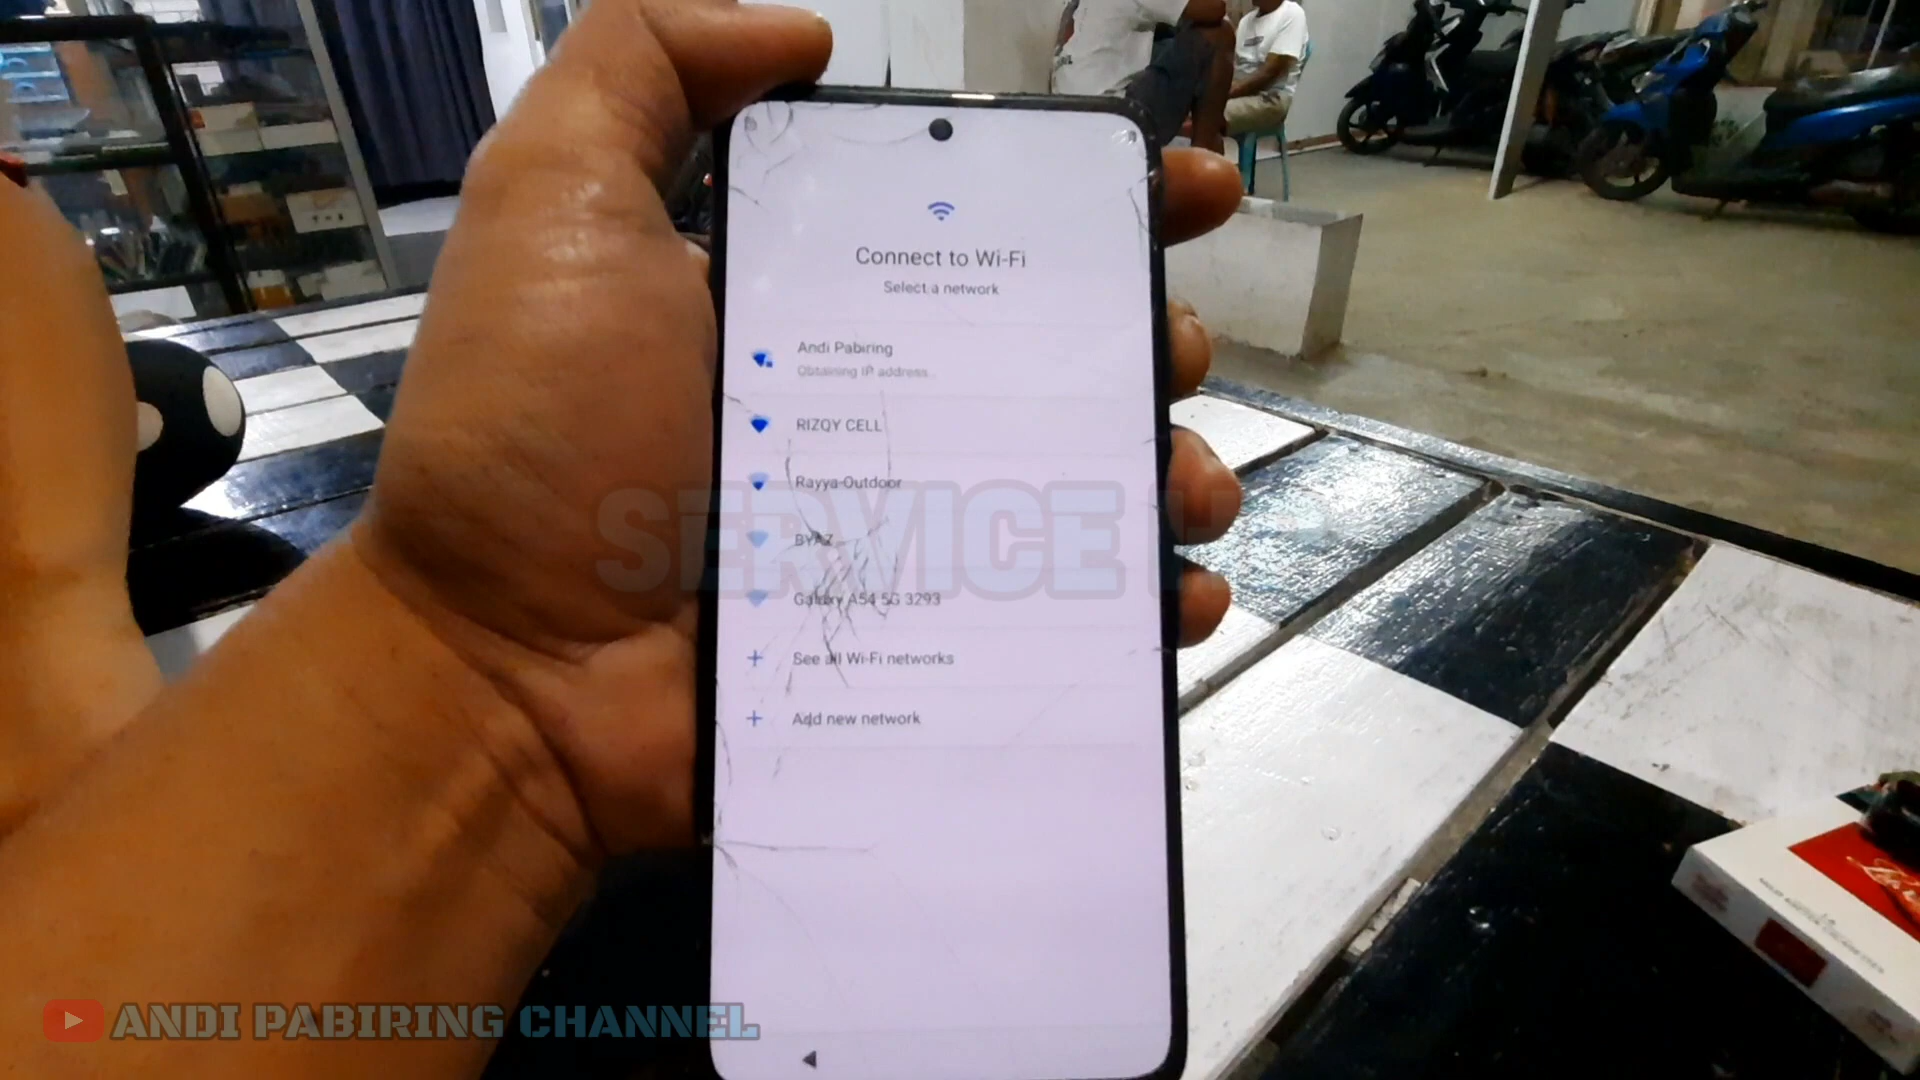 Connect to Wi-Fi
Select a network
Andi Pabiring
Obtaining IP address...
RIZQY CELL
Rayya-Outdoor
BYAZ
Galaxy A54 5G 3293
See all Wi-Fi networks
Add new network
SERVICE HP
ANDI PABIRING CHANNEL